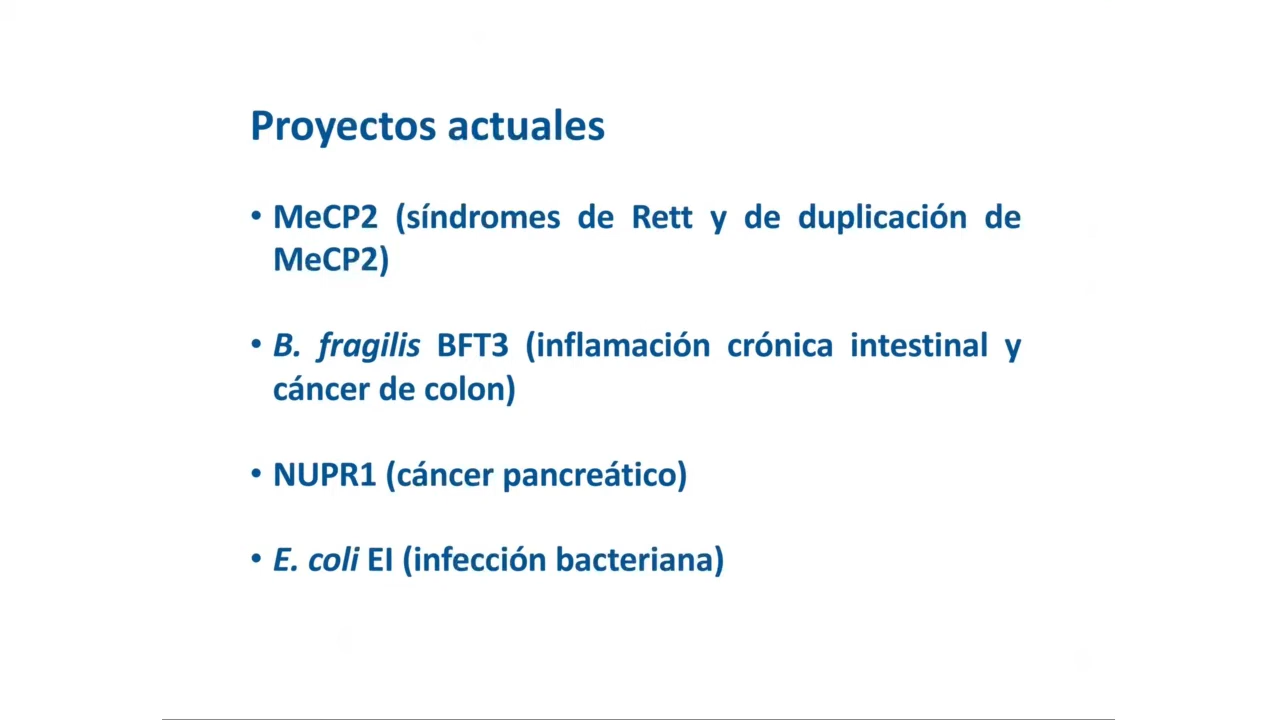 Proyectos actuales
• MeCP2 (síndromes de Rett y de duplicación de
MeCP2)
• B. fragilis BFT3 (inflamación crónica intestinal y
cáncer de colon)
• NUPR1 (cáncer pancreático)
• E. coli EI (infección bacteriana)